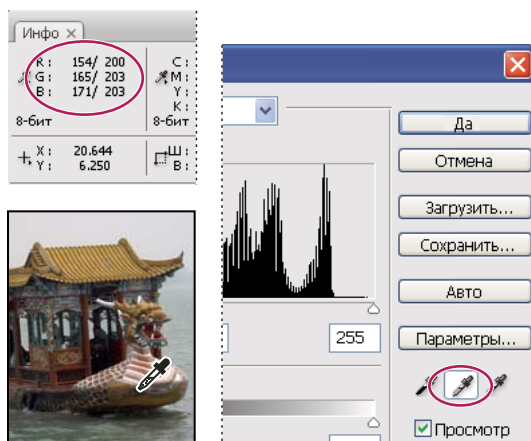 Инфо ×
R: 154/ 200
G: 165/ 203
B: 171/ 203
8-бит
C:
M:
Y:
K:
8-бит
X: 20.644
Y: 6.250
Ш:
В:
Да
Отмена
Загрузить...
Сохранить...
Авто
255
Параметры...
Просмотр